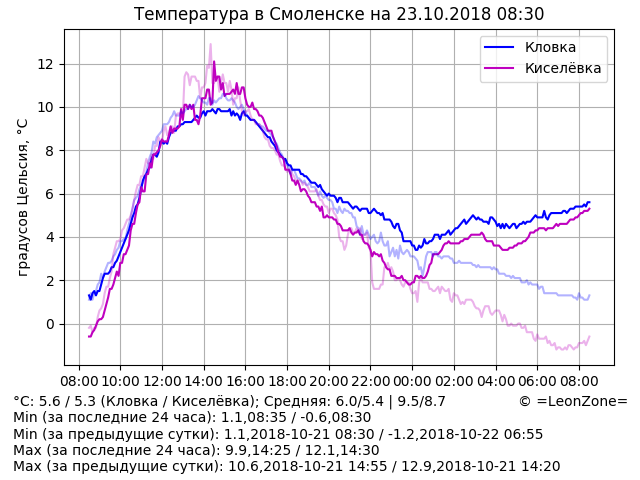 Температура в Смоленске на 23.10.2018 08:30
Кловка
Киселёвка
градусов Цельсия, °C
12
10
8
6
4
2
0
08:00 10:00 12:00 14:00 16:00 18:00 20:00 22:00 00:00 02:00 04:00 06:00 08:00
°C: 5.6 / 5.3 (Кловка / Киселёвка); Средняя: 6.0/5.4 | 9.5/8.7 © =LeonZone=
Min (за последние 24 часа): 1.1,08:35 / -0.6,08:30
Min (за предыдущие сутки): 1.1,2018-10-21 08:30 / -1.2,2018-10-22 06:55
Max (за последние 24 часа): 9.9,14:25 / 12.1,14:30
Max (за предыдущие сутки): 10.6,2018-10-21 14:55 / 12.9,2018-10-21 14:20